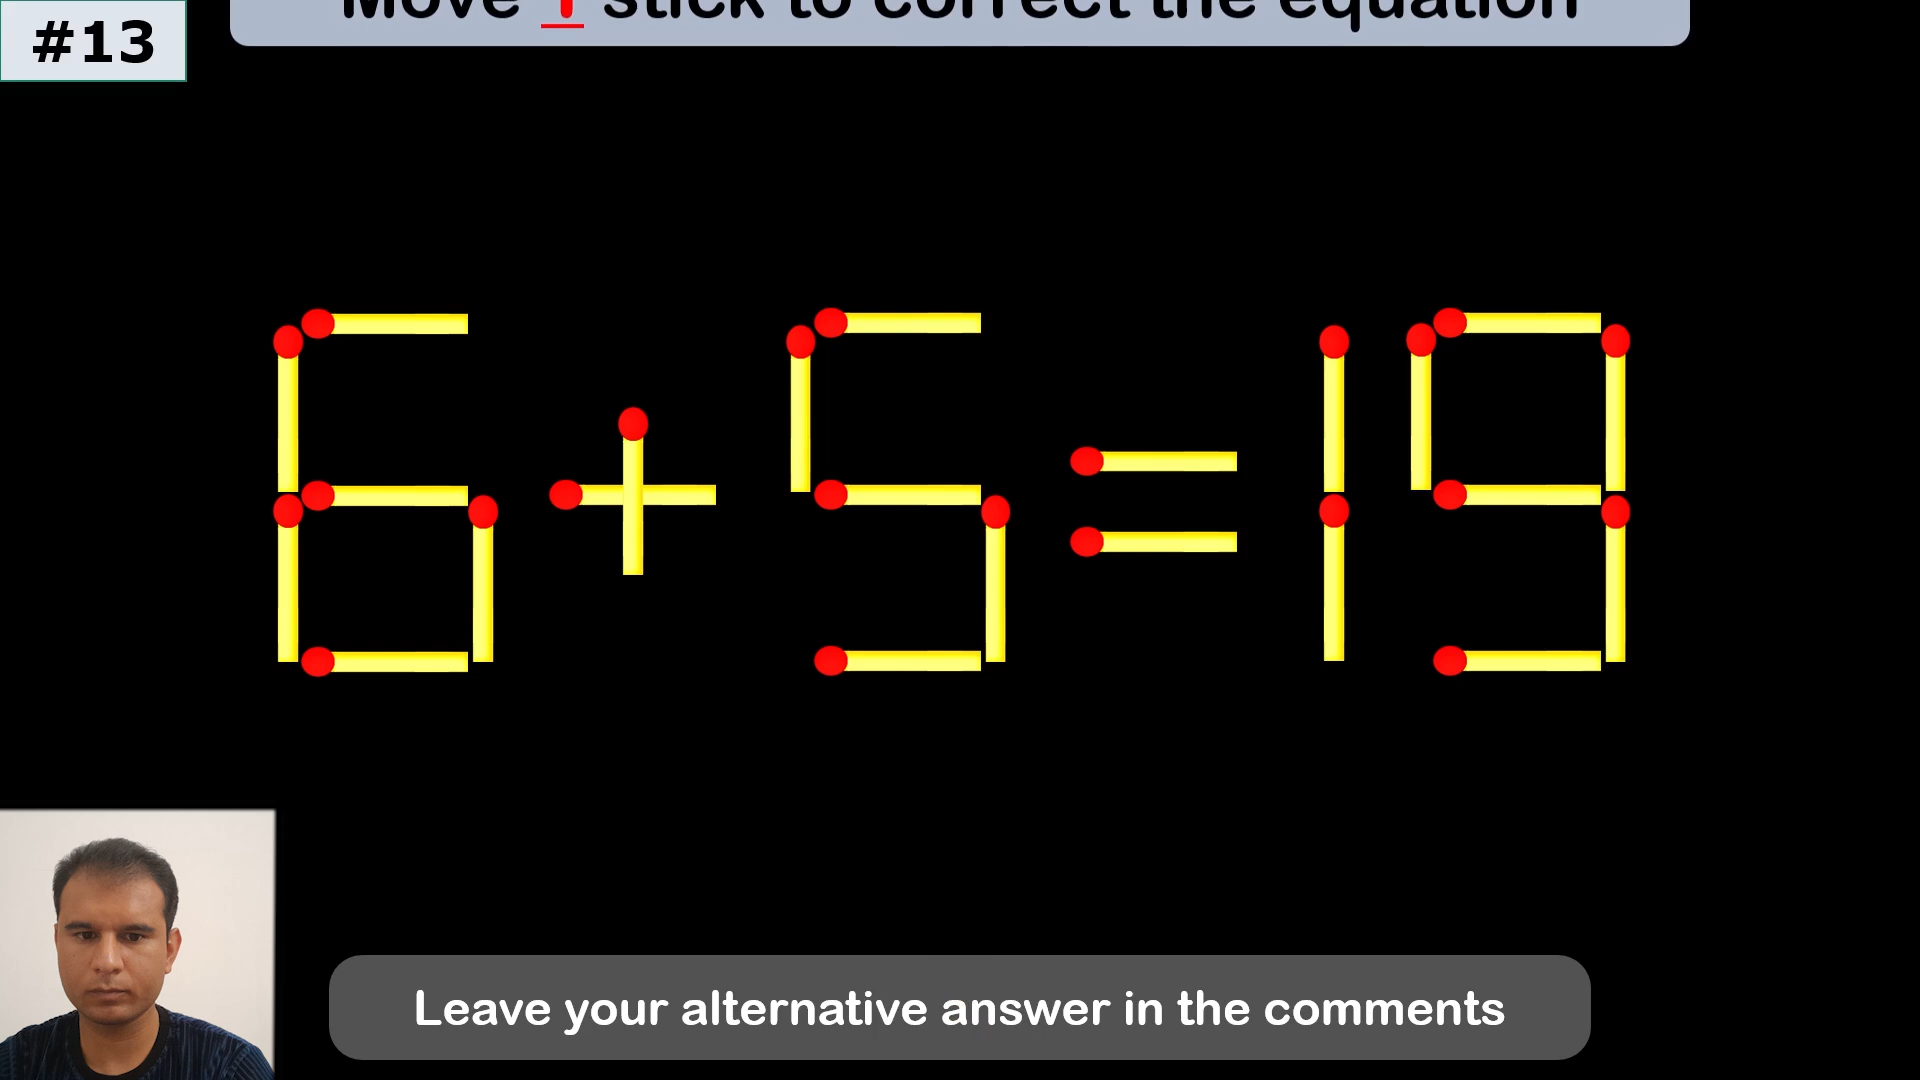 Move 1 stick to correct the equation
#13
6+5=19
Leave your alternative answer in the comments